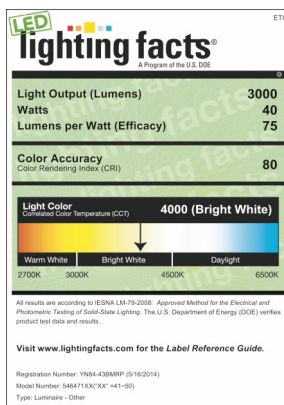 LED
ETL
lighting facts®
A Program of the U.S. DOE
Light Output (Lumens) 3000
Watts 40
Lumens per Watt (Efficacy) 75
Color Accuracy
Color Rendering Index (CRI) 80
Light Color
Correlated Color Temperature (CCT) 4000 (Bright White)
Warm White Bright White Daylight
2700K 3000K 4500K 6500K
All results are according to IESNA LM-79-2008: Approved Method for the Electrical and
Photometric Testing of Solid-State Lighting. The U.S. Department of Energy (DOE) verifies
product test data and results.
Visit www.lightingfacts.com for the Label Reference Guide.
Registration Number: YN84-43BMRP (5/16/2014)
Model Number: 546471XX("XX" =41~50)
Type: Luminaire - Other